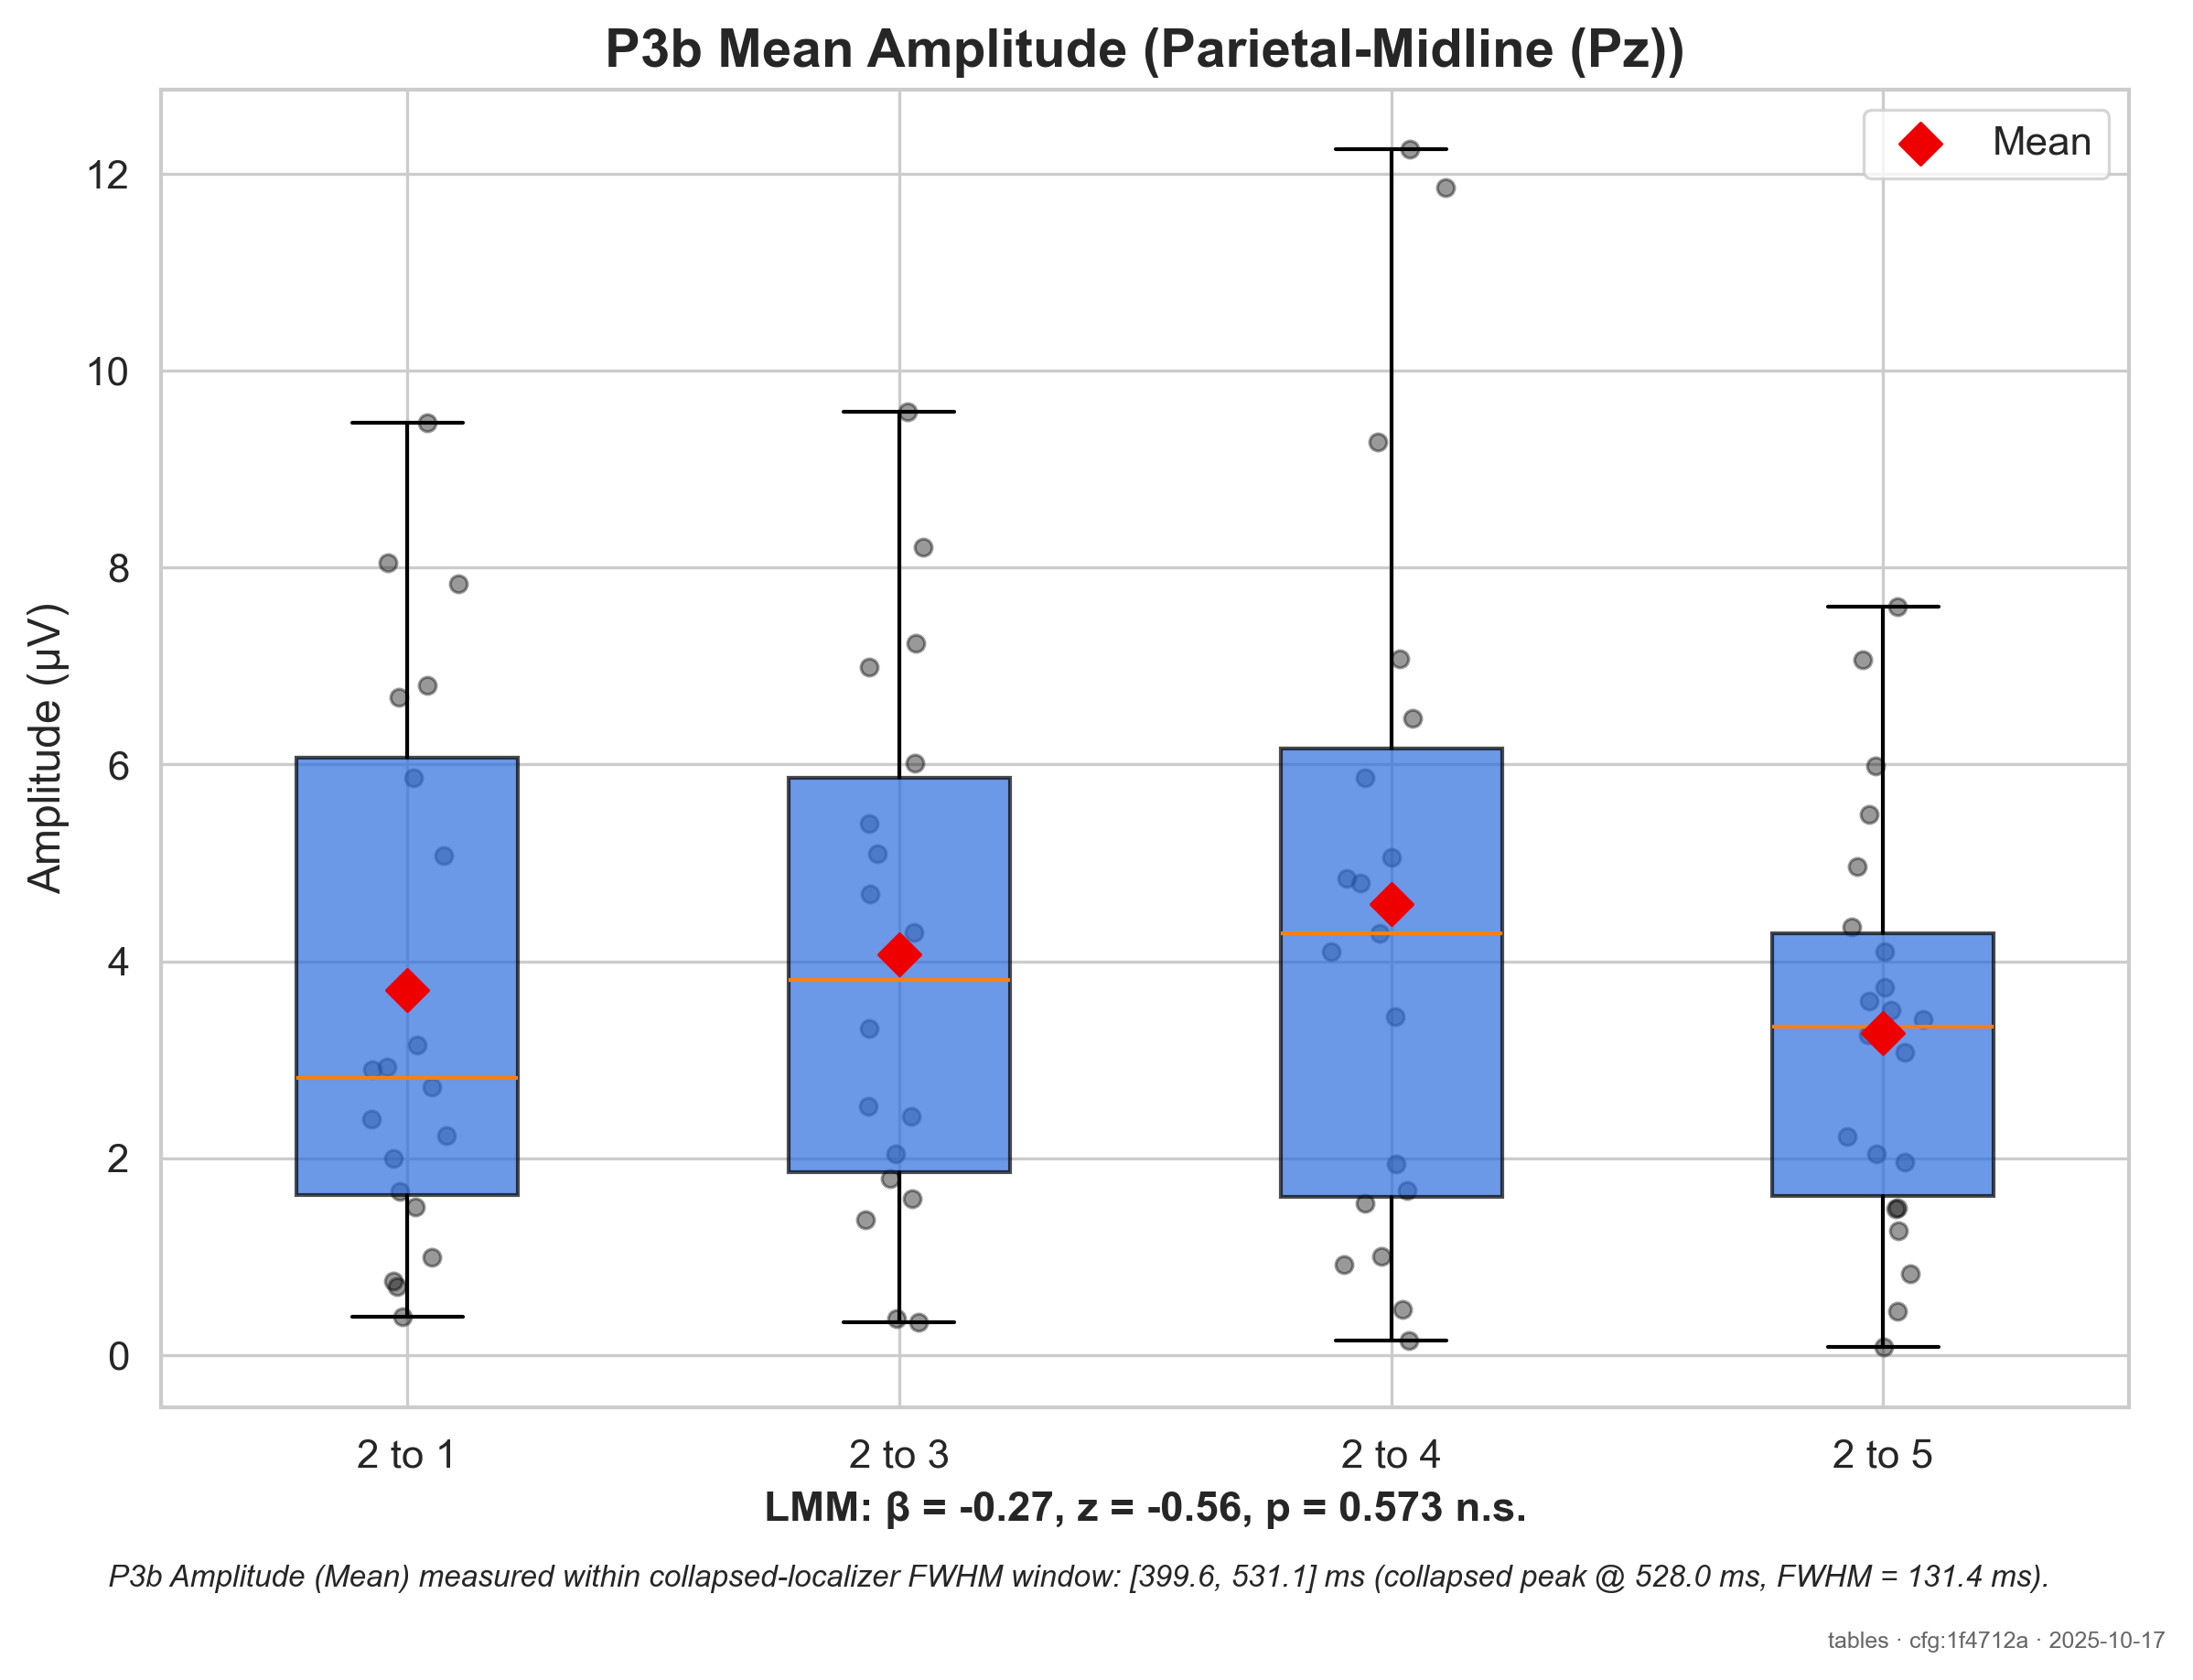 P3b Mean Amplitude (Parietal-Midline (Pz))
Mean
Amplitude (µV)
12
10
8
6
4
2
0
2 to 1
2 to 3
2 to 4
2 to 5
LMM: β = -0.27, z = -0.56, p = 0.573 n.s.
P3b Amplitude (Mean) measured within collapsed-localizer FWHM window: [399.6, 531.1] ms (collapsed peak @ 528.0 ms, FWHM = 131.4 ms).
tables · cfg:1f4712a · 2025-10-17